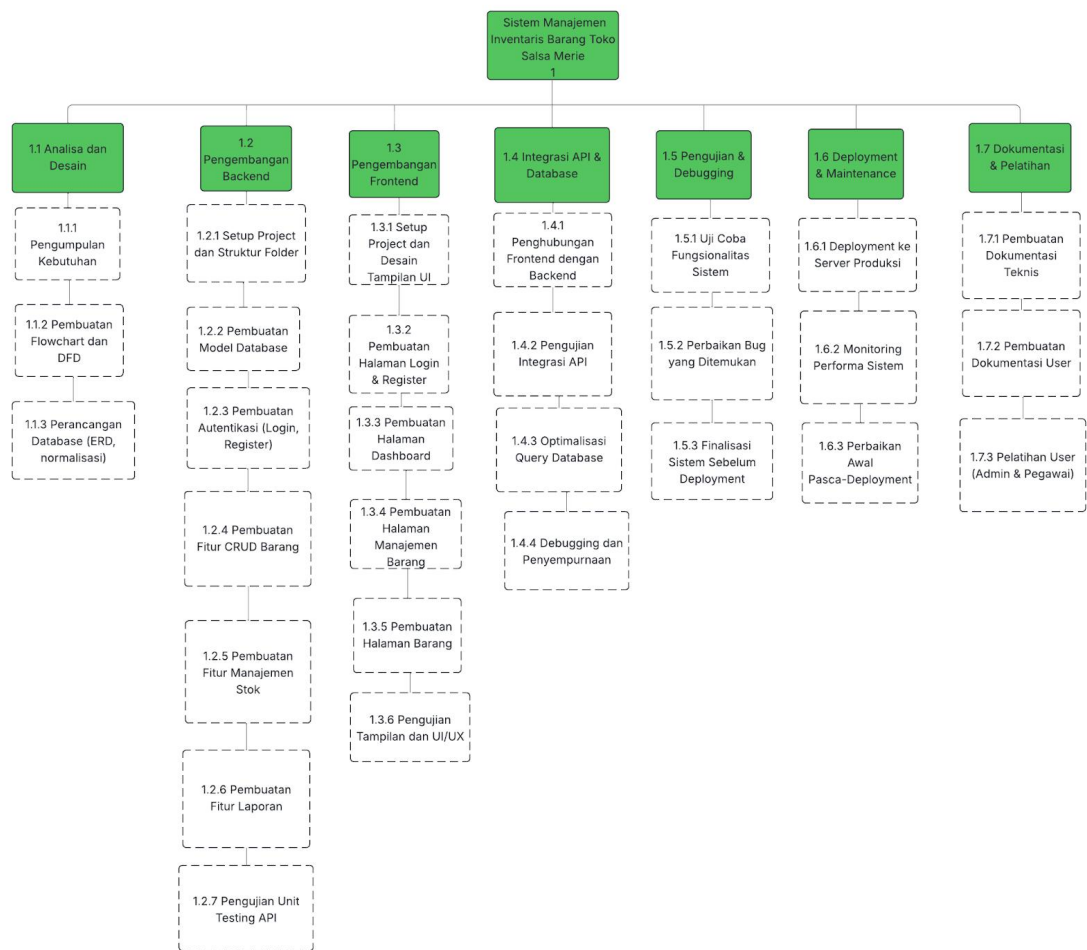 Sistem Manajemen
Inventaris Barang Toko
Salsa Merie
1
1.1 Analisa dan
Desain
1.1.1
Pengumpulan
Kebutuhan
1.1.2 Pembuatan
Flowchart dan
DFD
1.1.3 Perancangan
Database (ERD,
normalisasi)
1.2
Pengembangan
Backend
1.2.1 Setup Project
dan Struktur Folder
1.2.2 Pembuatan
Model Database
1.2.3 Pembuatan
Autentikasi (Login,
Register)
1.2.4 Pembuatan
Fitur CRUD Barang
1.2.5 Pembuatan
Fitur Manajemen
Stok
1.2.6 Pembuatan
Fitur Laporan
1.2.7 Pengujian Unit
Testing API
1.3
Pengembangan
Frontend
1.3.1 Setup
Project dan
Desain
Tampilan UI
1.3.2
Pembuatan
Halaman Login
& Register
1.3.3 Pembuatan
Halaman
Dashboard
1.3.4 Pembuatan
Halaman
Manajemen
Barang
1.3.5 Pembuatan
Halaman Barang
1.3.6 Pengujian
Tampilan dan UI/UX
1.4 Integrasi API &
Database
1.4.1
Penghubungan
Frontend dengan
Backend
1.4.2 Pengujian
Integrasi API
1.4.3 Optimalisasi
Query Database
1.4.4 Debugging dan
Penyempurnaan
1.5 Pengujian &
Debugging
1.5.1 Uji Coba
Fungsionalitas
Sistem
1.5.2 Perbaikan Bug
yang Ditemukan
1.5.3 Finalisasi
Sistem Sebelum
Deployment
1.6 Deployment
& Maintenance
1.6.1 Deployment ke
Server Produksi
1.6.2 Monitoring
Performa Sistem
1.6.3 Perbaikan
Awal
Pasca-Deployment
1.7 Dokumentasi
& Pelatihan
1.7.1 Pembuatan
Dokumentasi
Teknis
1.7.2 Pembuatan
Dokumentasi User
1.7.3 Pelatihan User
(Admin & Pegawai)